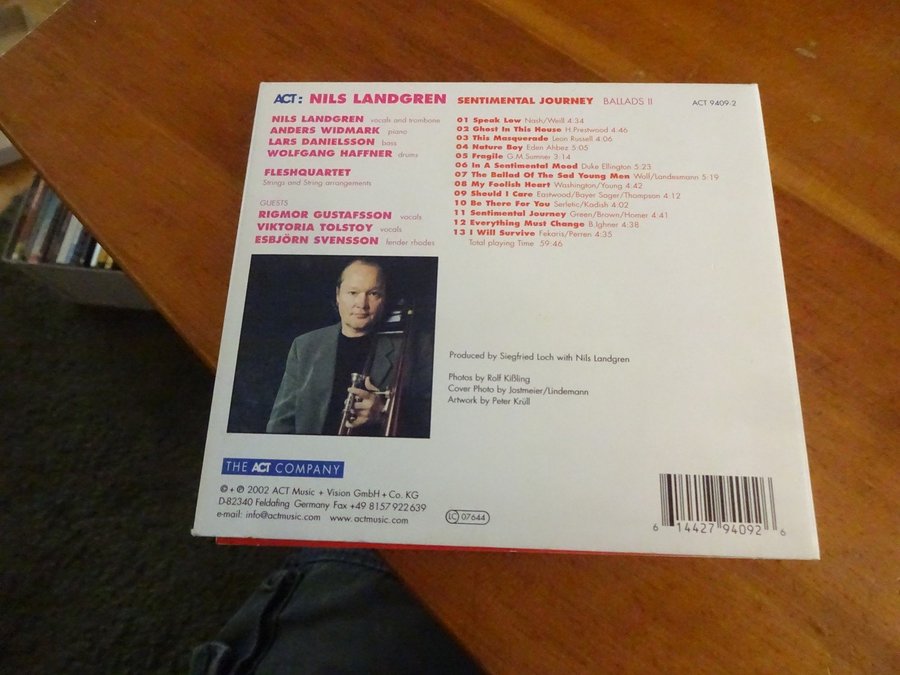 ACT: NILS LANDGREN SENTIMENTAL JOURNEY BALLADS II ACT 9409-2
NILS LANDGREN vocals and trombone
ANDERS WIDMARK piano
LARS DANIELSSON bass
WOLFGANG HAFFNER drums
FLESHQUARTET
Strings and String arrangements
GUESTS
RIGMOR GUSTAFSSON vocals
VIKTORIA TOLSTOY vocals
ESBJÖRN SVENSSON fender rhodes
01 Speak Low Nash/Weill 4:34
02 Ghost In This House H.Prestwood 4:46
03 This Masquerade Leon Russell 4:06
04 Nature Boy Eden Ahbez 5:05
05 Fragile G.M.Sumner 3:14
06 In A Sentimental Mood Duke Ellington 5:23
07 The Ballad Of The Sad Young Men Wolf/Landesmann 5:19
08 My Foolish Heart Washington/Young 4:42
09 Should I Care Eastwood/Bayer Sager/Thompson 4:12
10 Be There For You Serletic/Kadish 4:02
11 Sentimental Journey Green/Brown/Homer 4:41
12 Everything Must Change B.Ighner 4:38
13 I Will Survive Fekaris/Perren 4:35
Total playing Time 59:46
Produced by Siegfried Loch with Nils Landgren
Photos by Rolf Kißling
Cover Photo by Jostmeier/Lindemann
Artwork by Peter Krüll
THE ACT COMPANY
© + ℗ 2002 ACT Music + Vision GmbH + Co. KG
D-82340 Feldafing Germany Fax +49 8157 922639
e-mail: info@actmusic.com www.actmusic.com
LC 07644
6 14427 94092 6